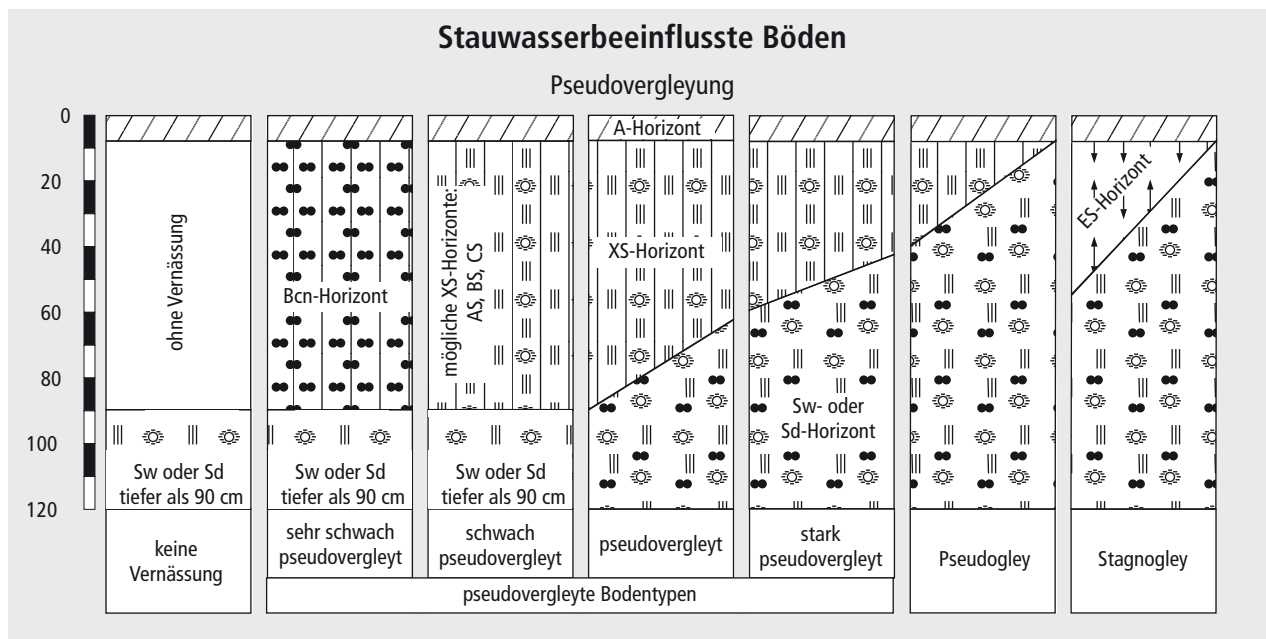 Stauwasserbeeinflusste Böden
Pseudovergleyung
0
20
40
60
80
100
120
ohne Vernässung
Sw oder Sd
tiefer als 90 cm
keine
Vernässung
Bcn-Horizont
Sw oder Sd
tiefer als 90 cm
sehr schwach
pseudovergleyt
mögliche XS-Horizonte:
AS, BS, CS
Sw oder Sd
tiefer als 90 cm
schwach
pseudovergleyt
A-Horizont
XS-Horizont
pseudovergleyt
Sw- oder
Sd-Horizont
stark
pseudovergleyt
pseudovergleyte Bodentypen
Pseudogley
ES-Horizont
Stagnogley